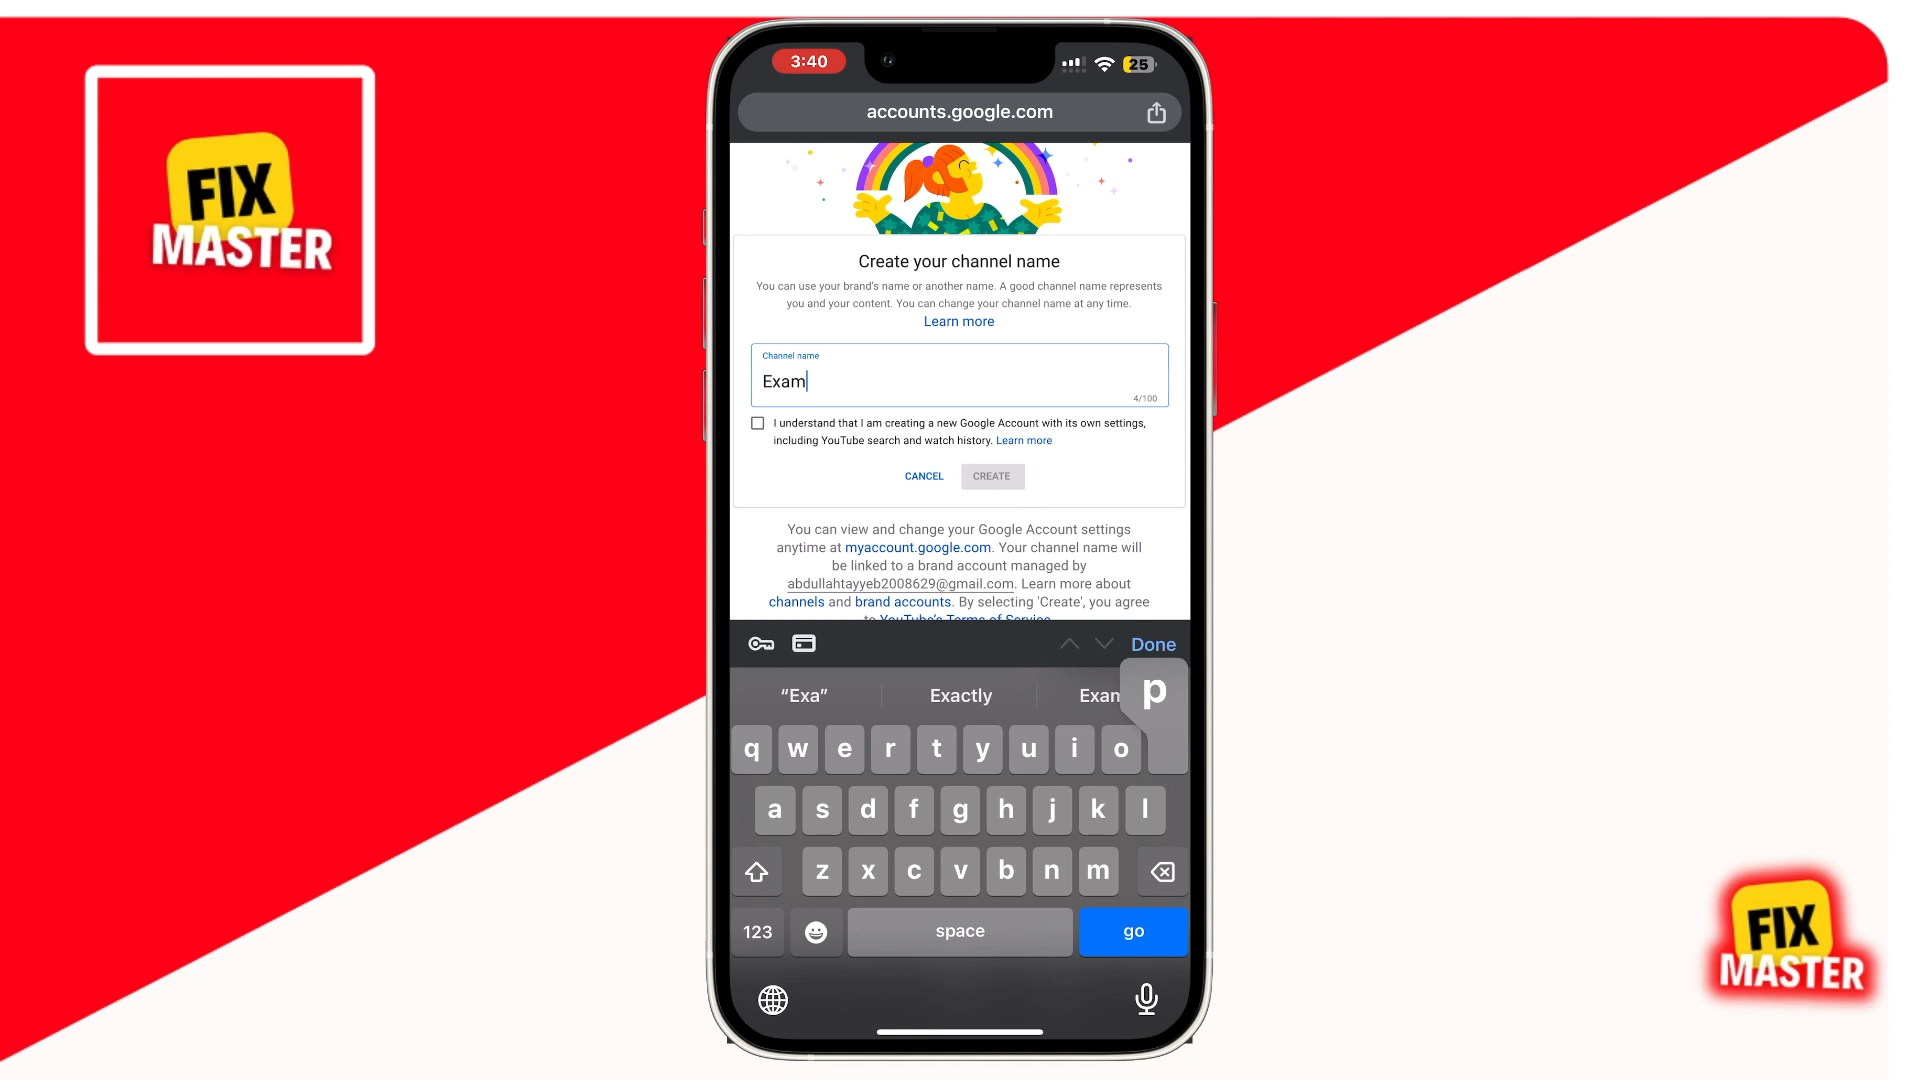 FIX
MASTER
3:40
25
accounts.google.com
Create your channel name
You can use your brand's name or another name. A good channel name represents
you and your content. You can change your channel name at any time.
Learn more
Channel name
Exam
4/100
I understand that I am creating a new Google Account with its own settings,
including YouTube search and watch history. Learn more
CANCEL CREATE
You can view and change your Google Account settings
anytime at myaccount.google.com. Your channel name will
be linked to a brand account managed by
abdullahtayyeb2008629@gmail.com. Learn more about
channels and brand accounts. By selecting 'Create', you agree
to YouTube's Terms of Service
Done
"Exa" Exactly Exam
p
q w e r t y u i o
a s d f g h j k l
z x c v b n m
123 space go
FIX
MASTER